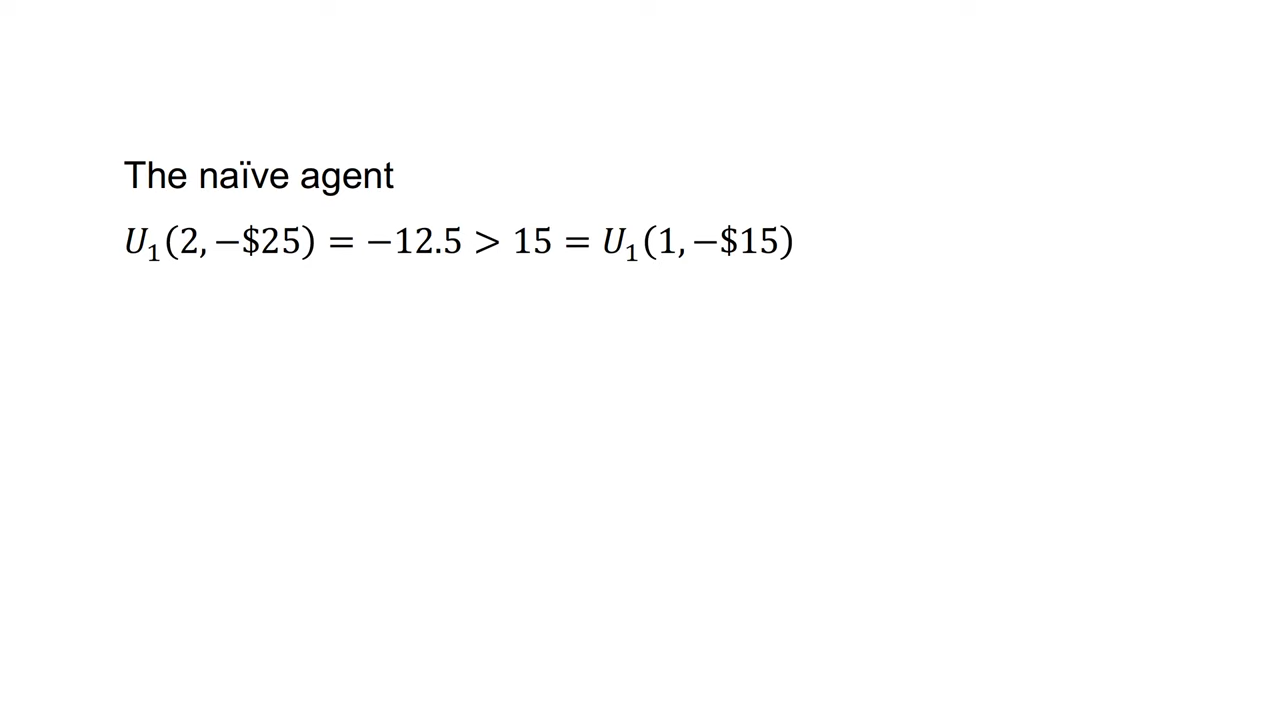 The naïve agent
U₁(2, −$25) = −12.5 > 15 = U₁(1, −$15)